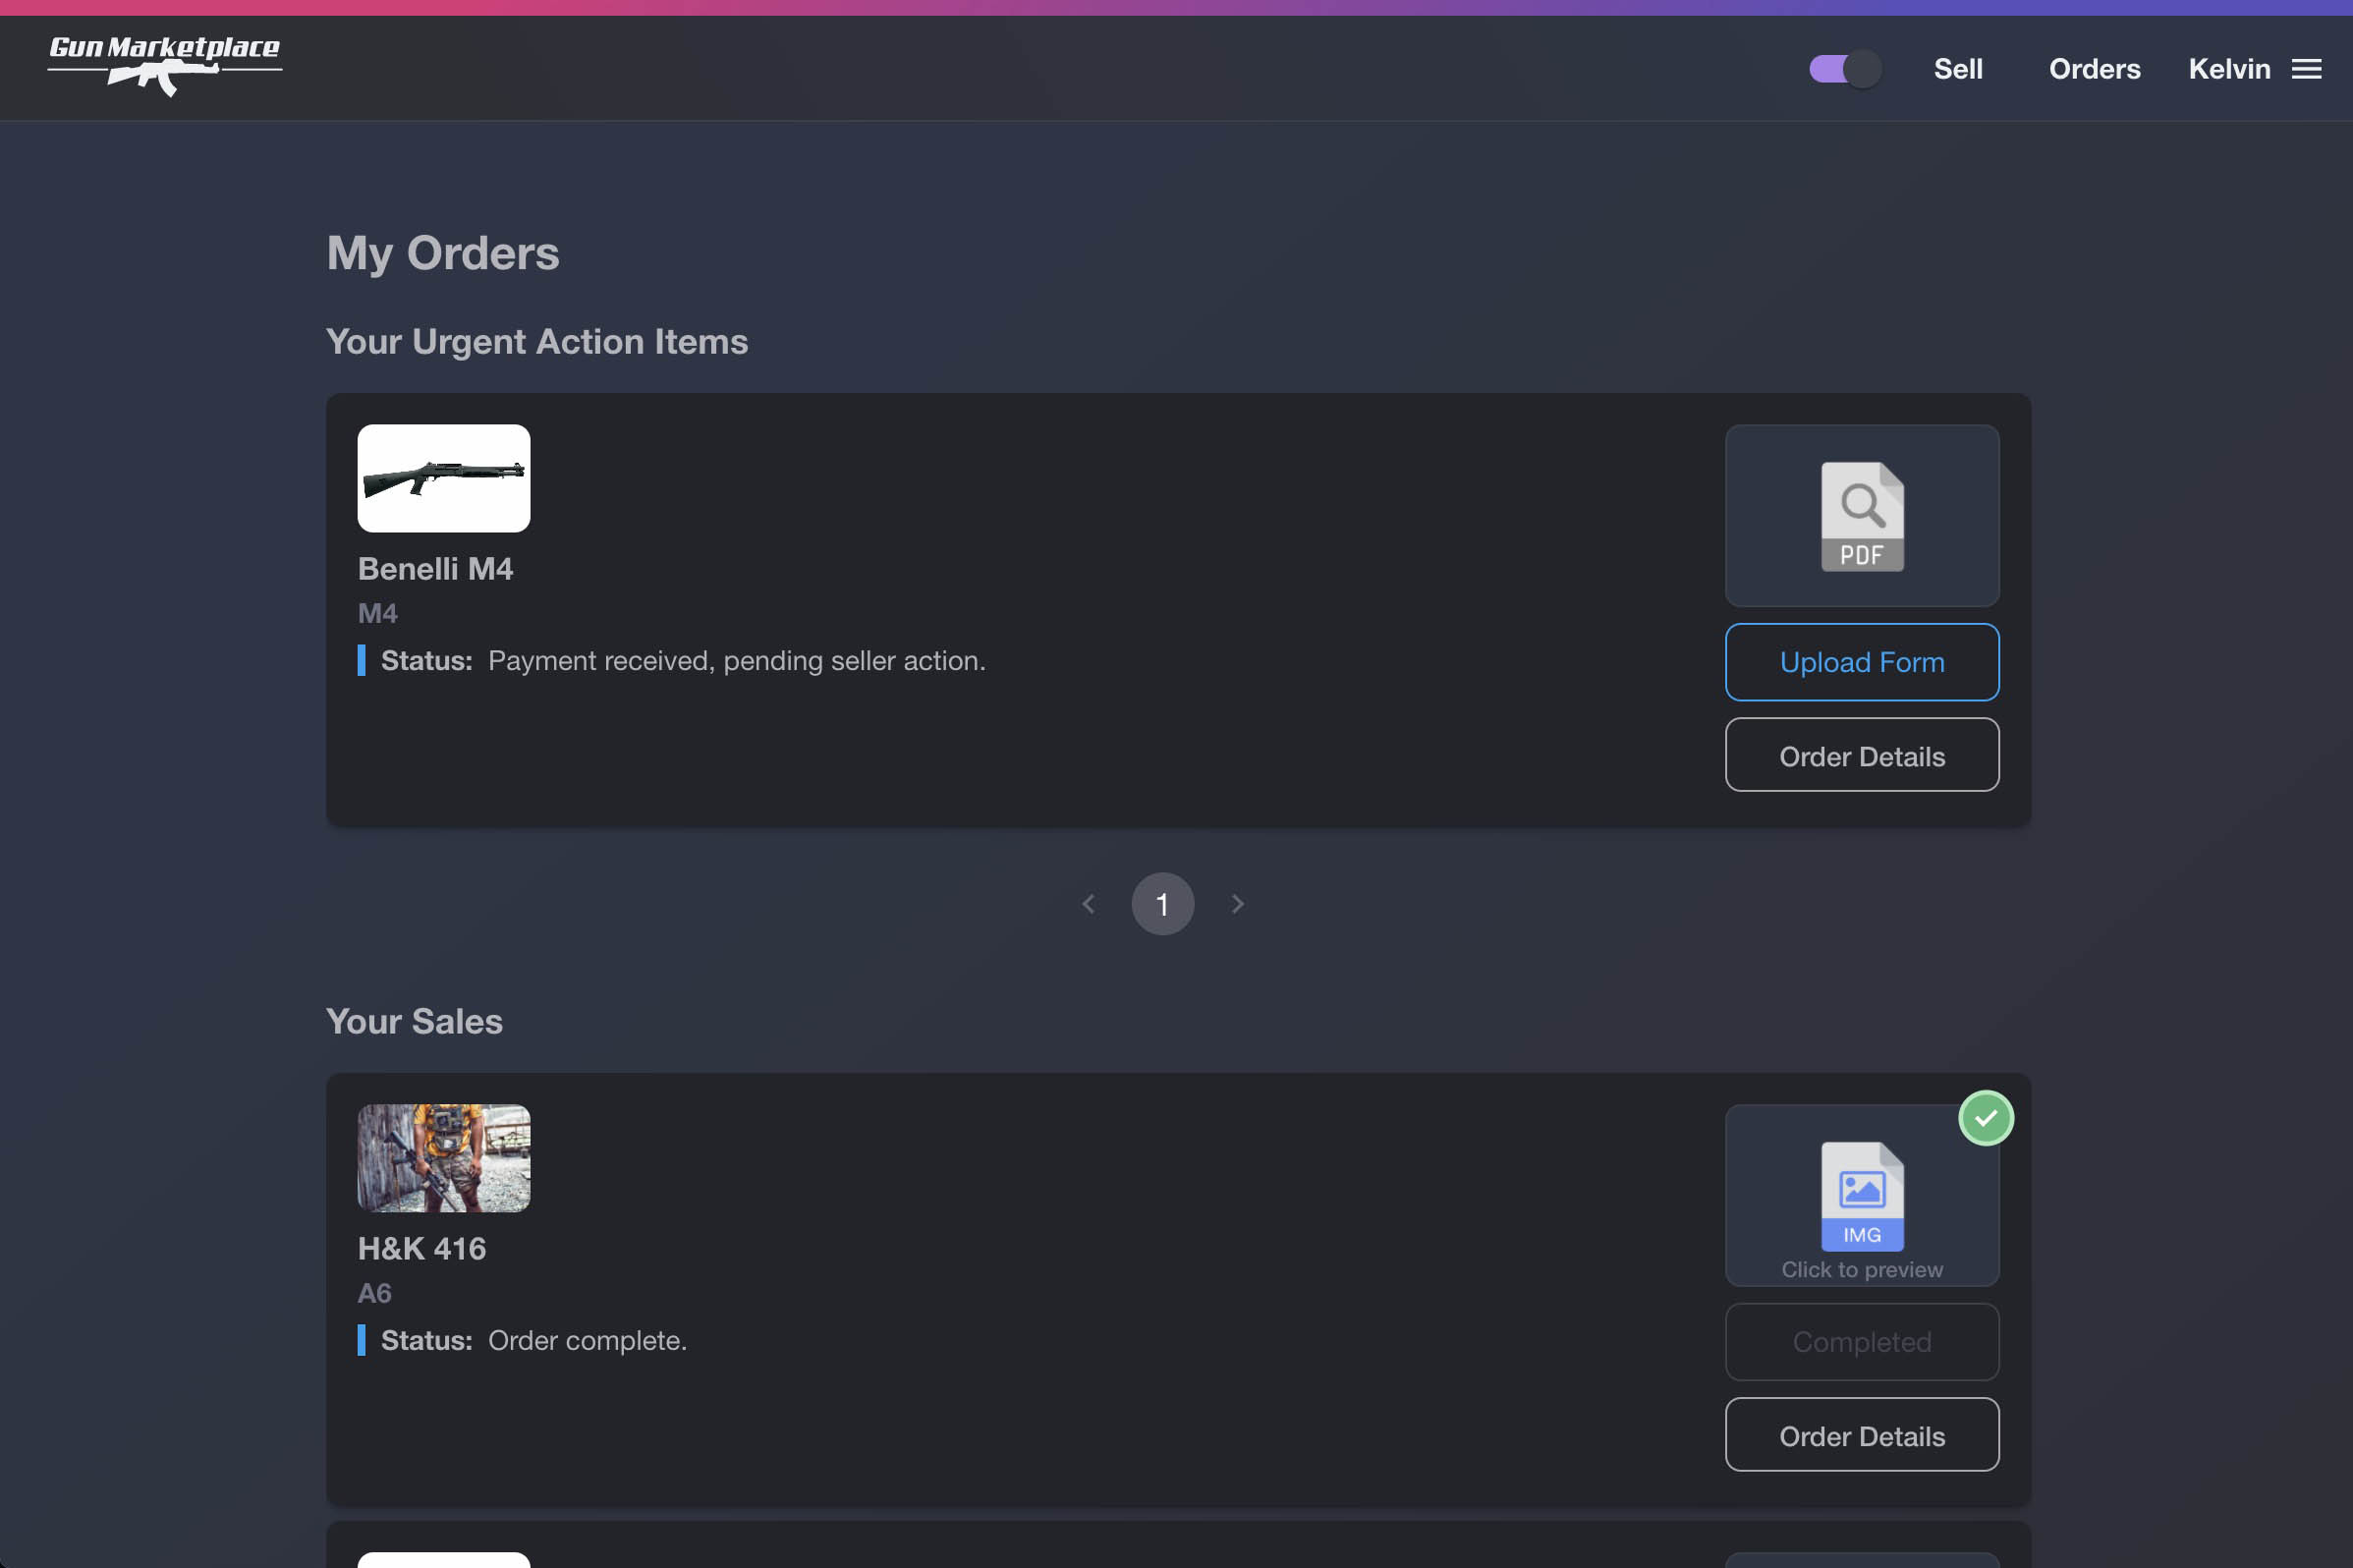 Gun Marketplace
Sell
Orders
Kelvin
My Orders
Your Urgent Action Items
Benelli M4
M4
Status: Payment received, pending seller action.
PDF
Upload Form
Order Details
1
Your Sales
H&K 416
A6
Status: Order complete.
IMG
Click to preview
Completed
Order Details